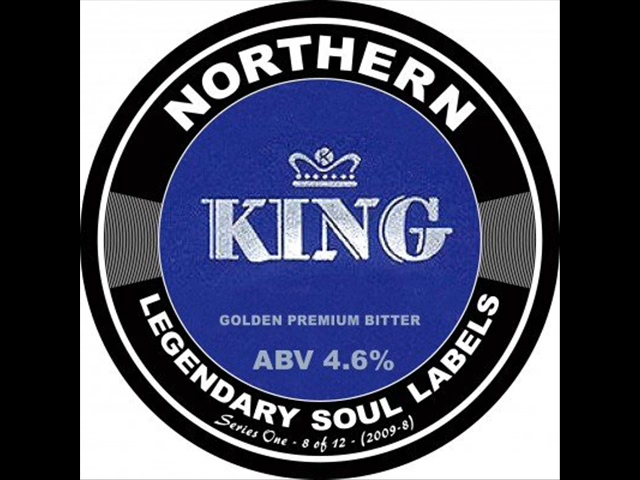 NORTHERN
K
KING
GOLDEN PREMIUM BITTER
ABV 4.6%
LEGENDARY SOUL LABELS
Series One - 8 of 12 - (2009-8)